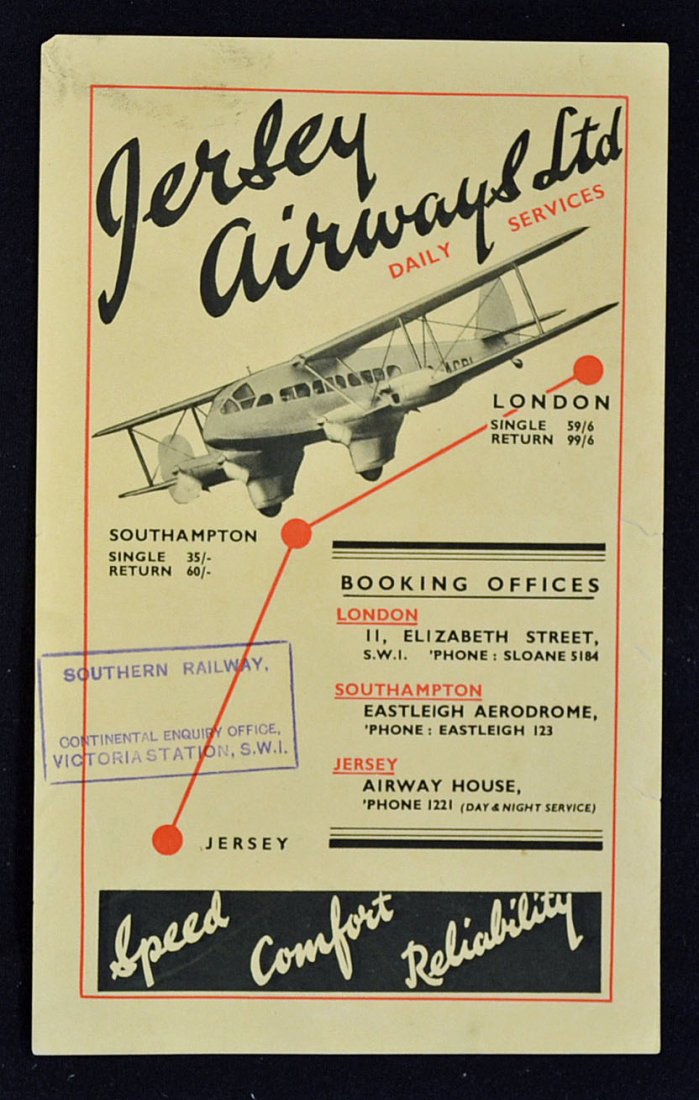 Jersey
Airways Ltd
DAILY SERVICES
LONDON
SINGLE 59/6
RETURN 99/6
SOUTHAMPTON
SINGLE 35/-
RETURN 60/-
BOOKING OFFICES
LONDON
11, ELIZABETH STREET,
S.W.1. 'PHONE: SLOANE 5184
SOUTHAMPTON
EASTLEIGH AERODROME,
'PHONE: EASTLEIGH 123
JERSEY
AIRWAY HOUSE,
'PHONE 1221 (DAY & NIGHT SERVICE)
SOUTHERN RAILWAY,
CONTINENTAL ENQUIRY OFFICE,
VICTORIA STATION, S.W.1.
JERSEY
Speed Comfort Reliability